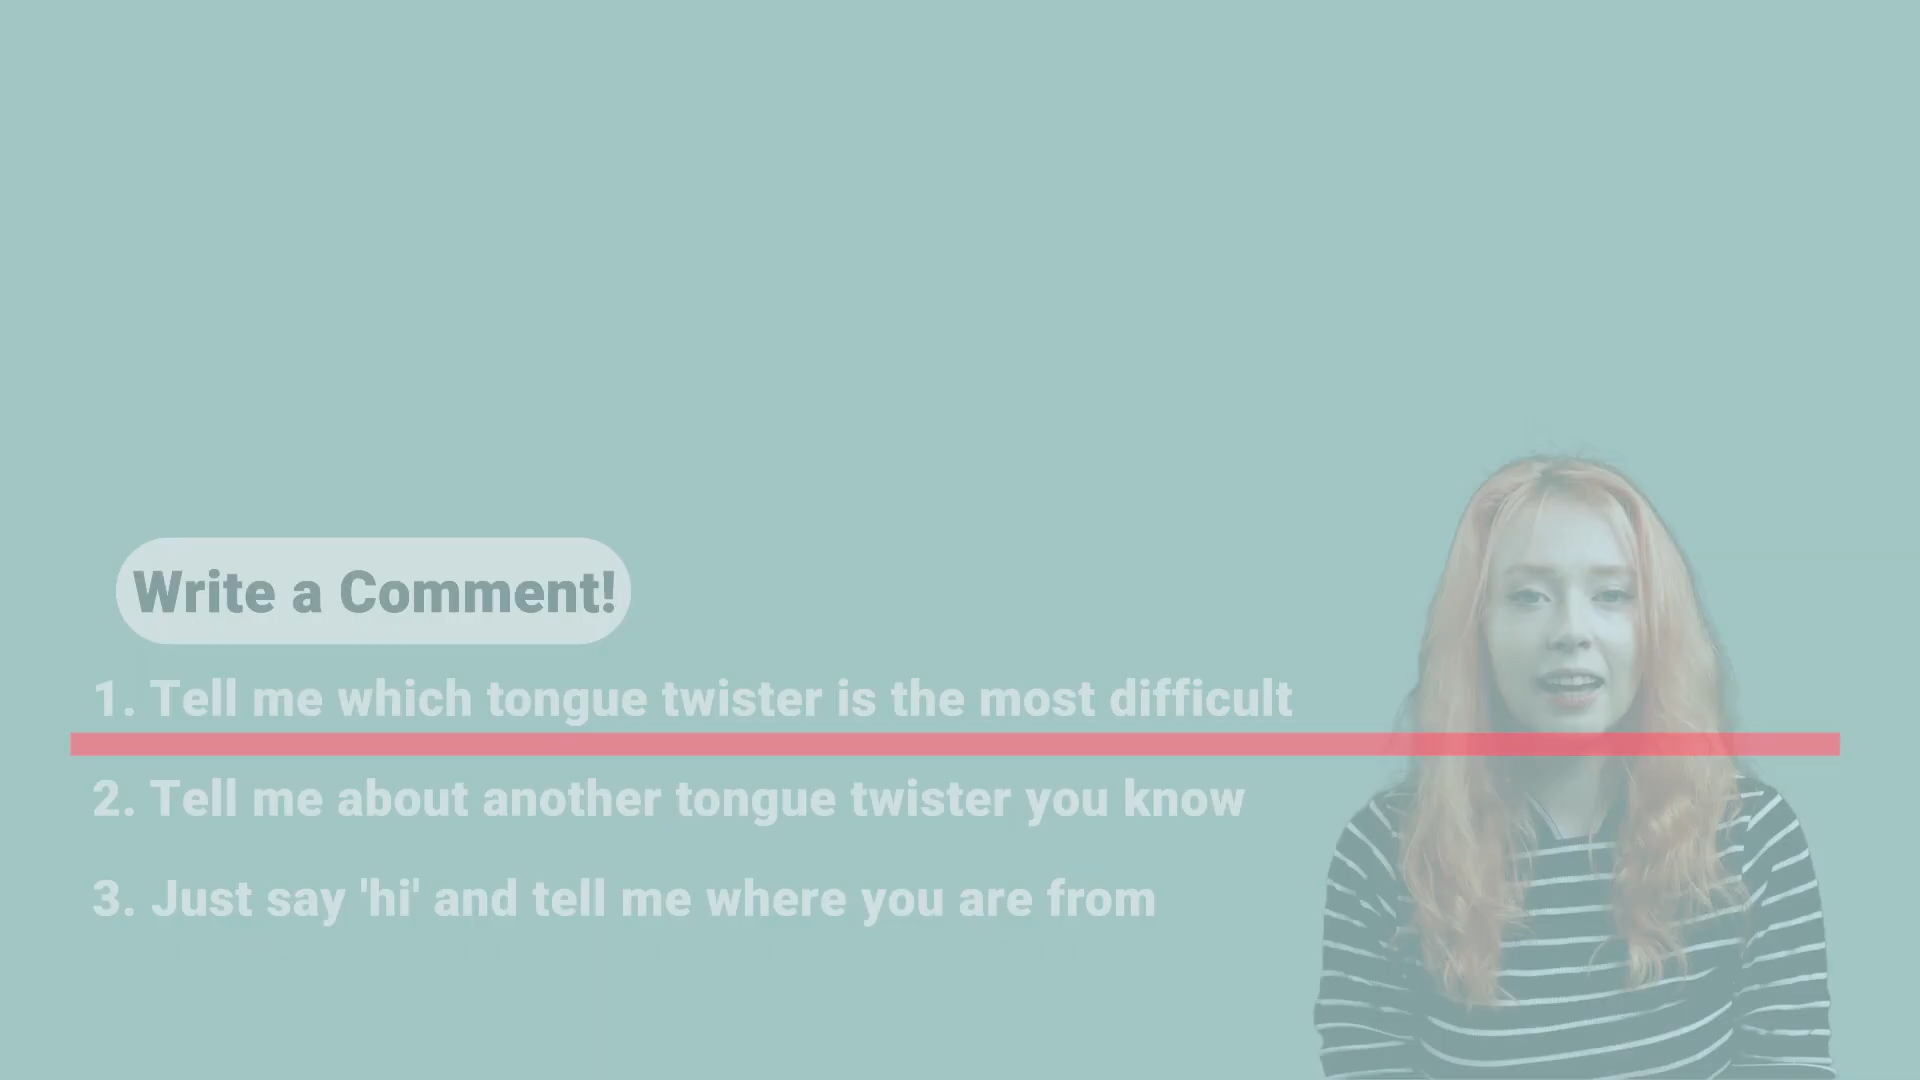 Write a Comment!
1. Tell me which tongue twister is the most difficult
2. Tell me about another tongue twister you know
3. Just say 'hi' and tell me where you are from